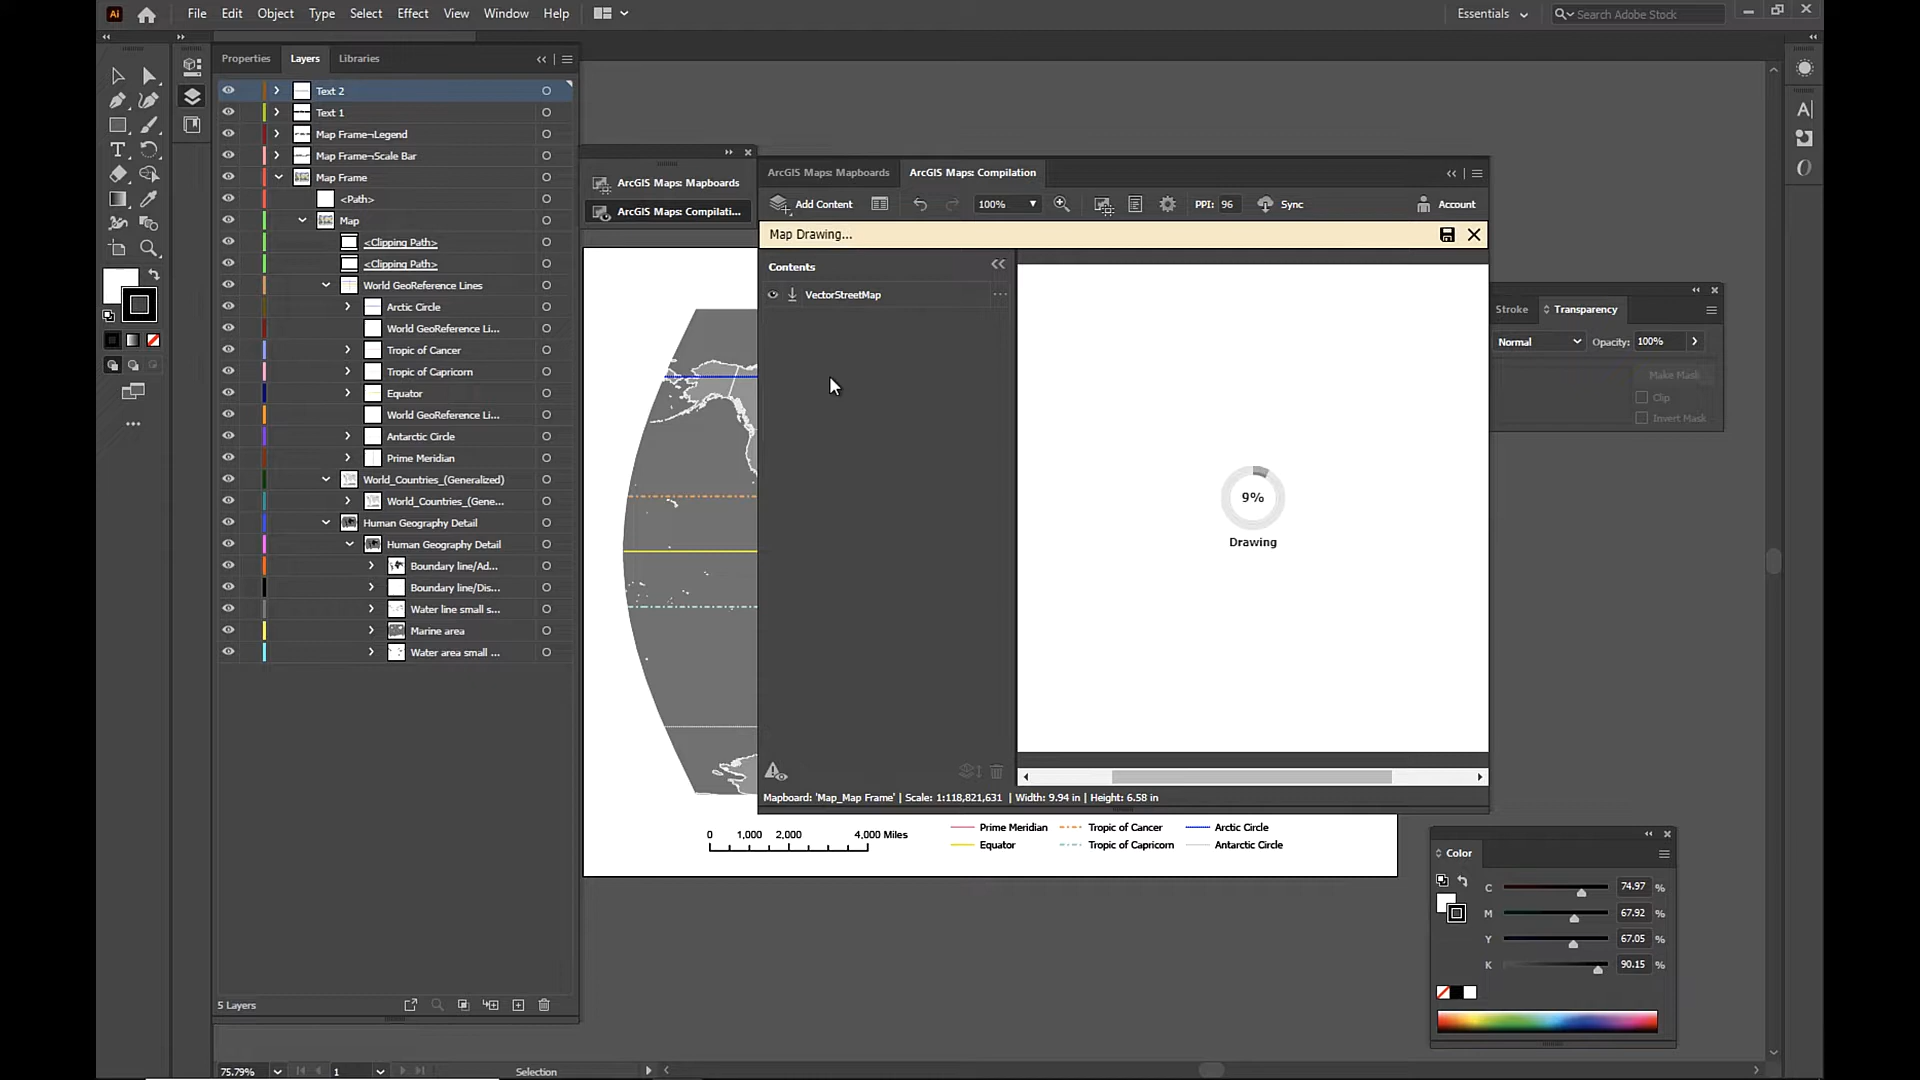 Ai File Edit Object Type Select Effect View Window Help Essentials Search Adobe Stock
Properties Layers Libraries
Text 2
Text 1
Map Frame¬Legend
Map Frame¬Scale Bar
Map Frame
<Path>
Map
<Clipping Path>
<Clipping Path>
World GeoReference Lines
Arctic Circle
World GeoReference Li...
Tropic of Cancer
Tropic of Capricorn
Equator
World GeoReference Li...
Antarctic Circle
Prime Meridian
World_Countries_(Generalized)
World_Countries_(Gene...
Human Geography Detail
Human Geography Detail
Boundary line/Ad...
Boundary line/Dis...
Water line small s...
Marine area
Water area small ...
5 Layers
75.79% 1 Selection
ArcGIS Maps: Mapboards
ArcGIS Maps: Compilati...
ArcGIS Maps: Mapboards ArcGIS Maps: Compilation
Add Content 100% PPI: 96 Sync Account
Map Drawing...
Contents
VectorStreetMap
9%
Drawing
Mapboard: 'Map_Map Frame' | Scale: 1:118,821,631 | Width: 9.94 in | Height: 6.58 in
0 1,000 2,000 4,000 Miles
Prime Meridian Tropic of Cancer Arctic Circle
Equator Tropic of Capricorn Antarctic Circle
Stroke Transparency
Normal Opacity: 100%
Make Mask
Clip
Invert Mask
Color
C 74.97 %
M 67.92 %
Y 67.05 %
K 90.15 %